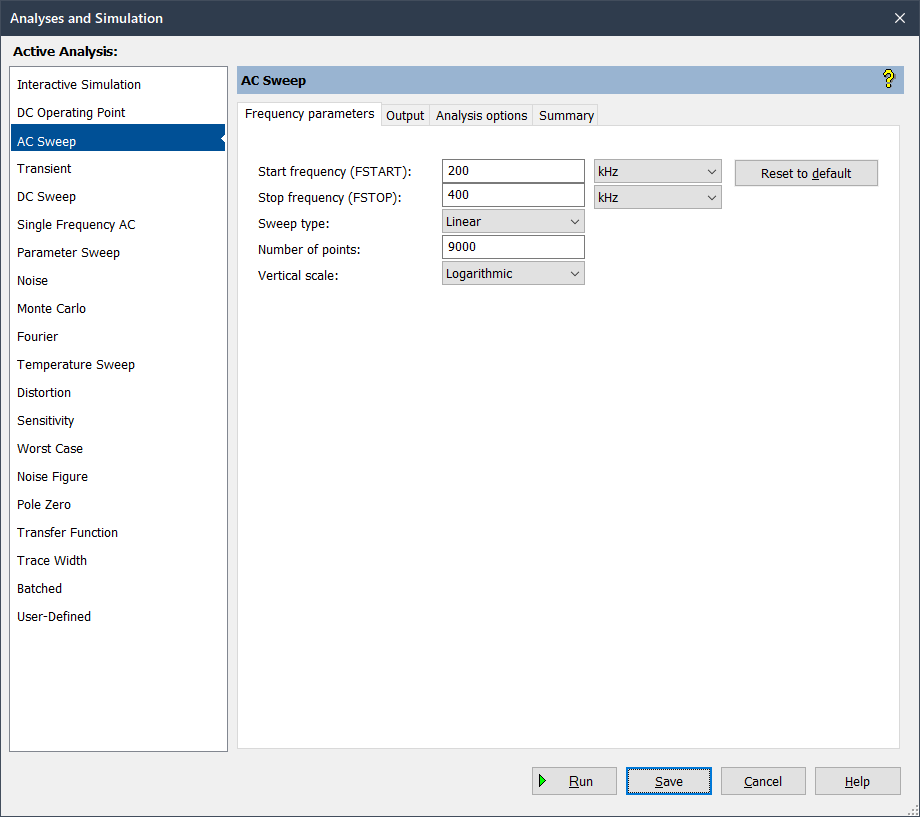 Analyses and Simulation
Active Analysis:
Interactive Simulation
DC Operating Point
AC Sweep
Transient
DC Sweep
Single Frequency AC
Parameter Sweep
Noise
Monte Carlo
Fourier
Temperature Sweep
Distortion
Sensitivity
Worst Case
Noise Figure
Pole Zero
Transfer Function
Trace Width
Batched
User-Defined
AC Sweep
?
Frequency parameters Output Analysis options Summary
Start frequency (FSTART): 200 kHz Reset to default
Stop frequency (FSTOP): 400 kHz
Sweep type: Linear
Number of points: 9000
Vertical scale: Logarithmic
Run Save Cancel Help